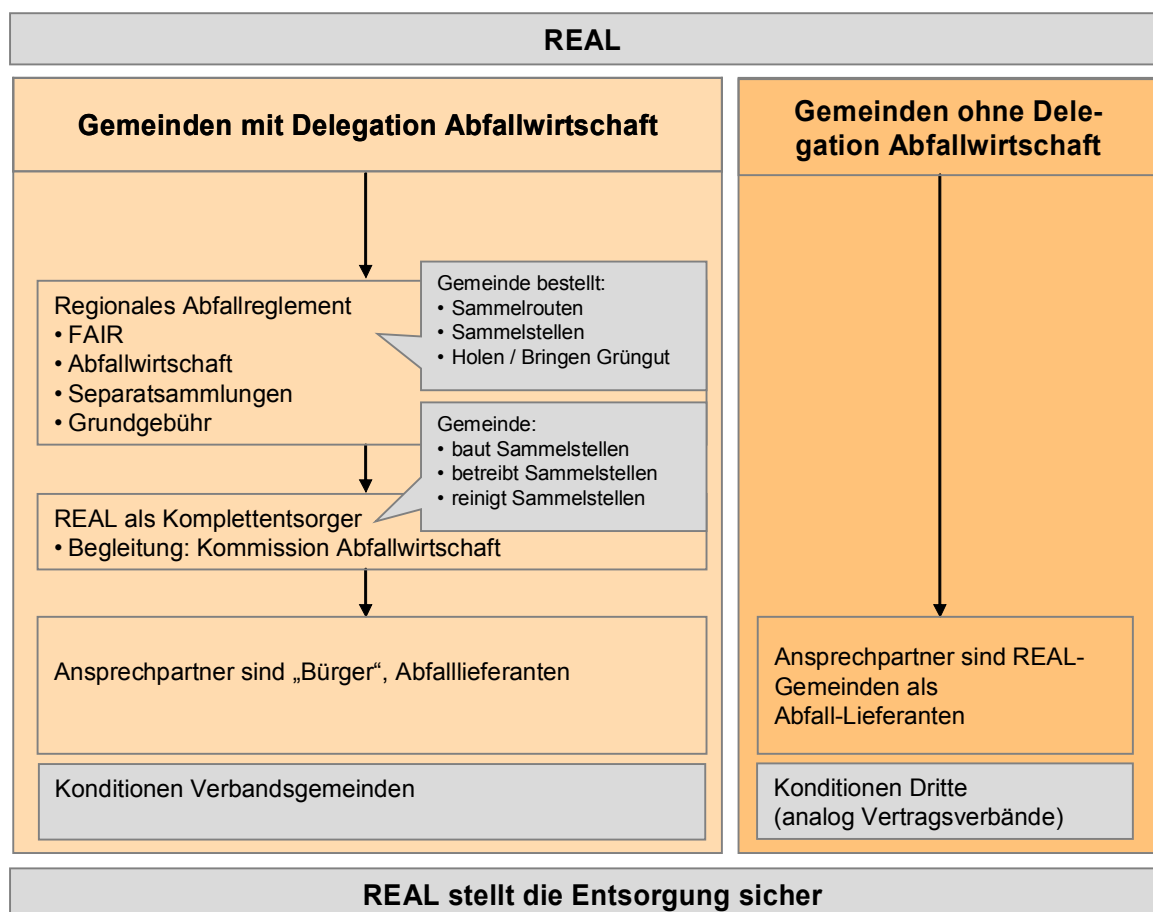 REAL
Gemeinden mit Delegation Abfallwirtschaft
Regionales Abfallreglement
• FAIR
• Abfallwirtschaft
• Separatsammlungen
• Grundgebühr
Gemeinde bestellt:
• Sammelrouten
• Sammelstellen
• Holen / Bringen Grüngut
Gemeinde:
• baut Sammelstellen
• betreibt Sammelstellen
• reinigt Sammelstellen
REAL als Komplettentsorger
• Begleitung: Kommission Abfallwirtschaft
Ansprechpartner sind „Bürger“, Abfalllieferanten
Konditionen Verbandsgemeinden
Gemeinden ohne Dele-
gation Abfallwirtschaft
Ansprechpartner sind REAL-
Gemeinden als
Abfall-Lieferanten
Konditionen Dritte
(analog Vertragsverbände)
REAL stellt die Entsorgung sicher